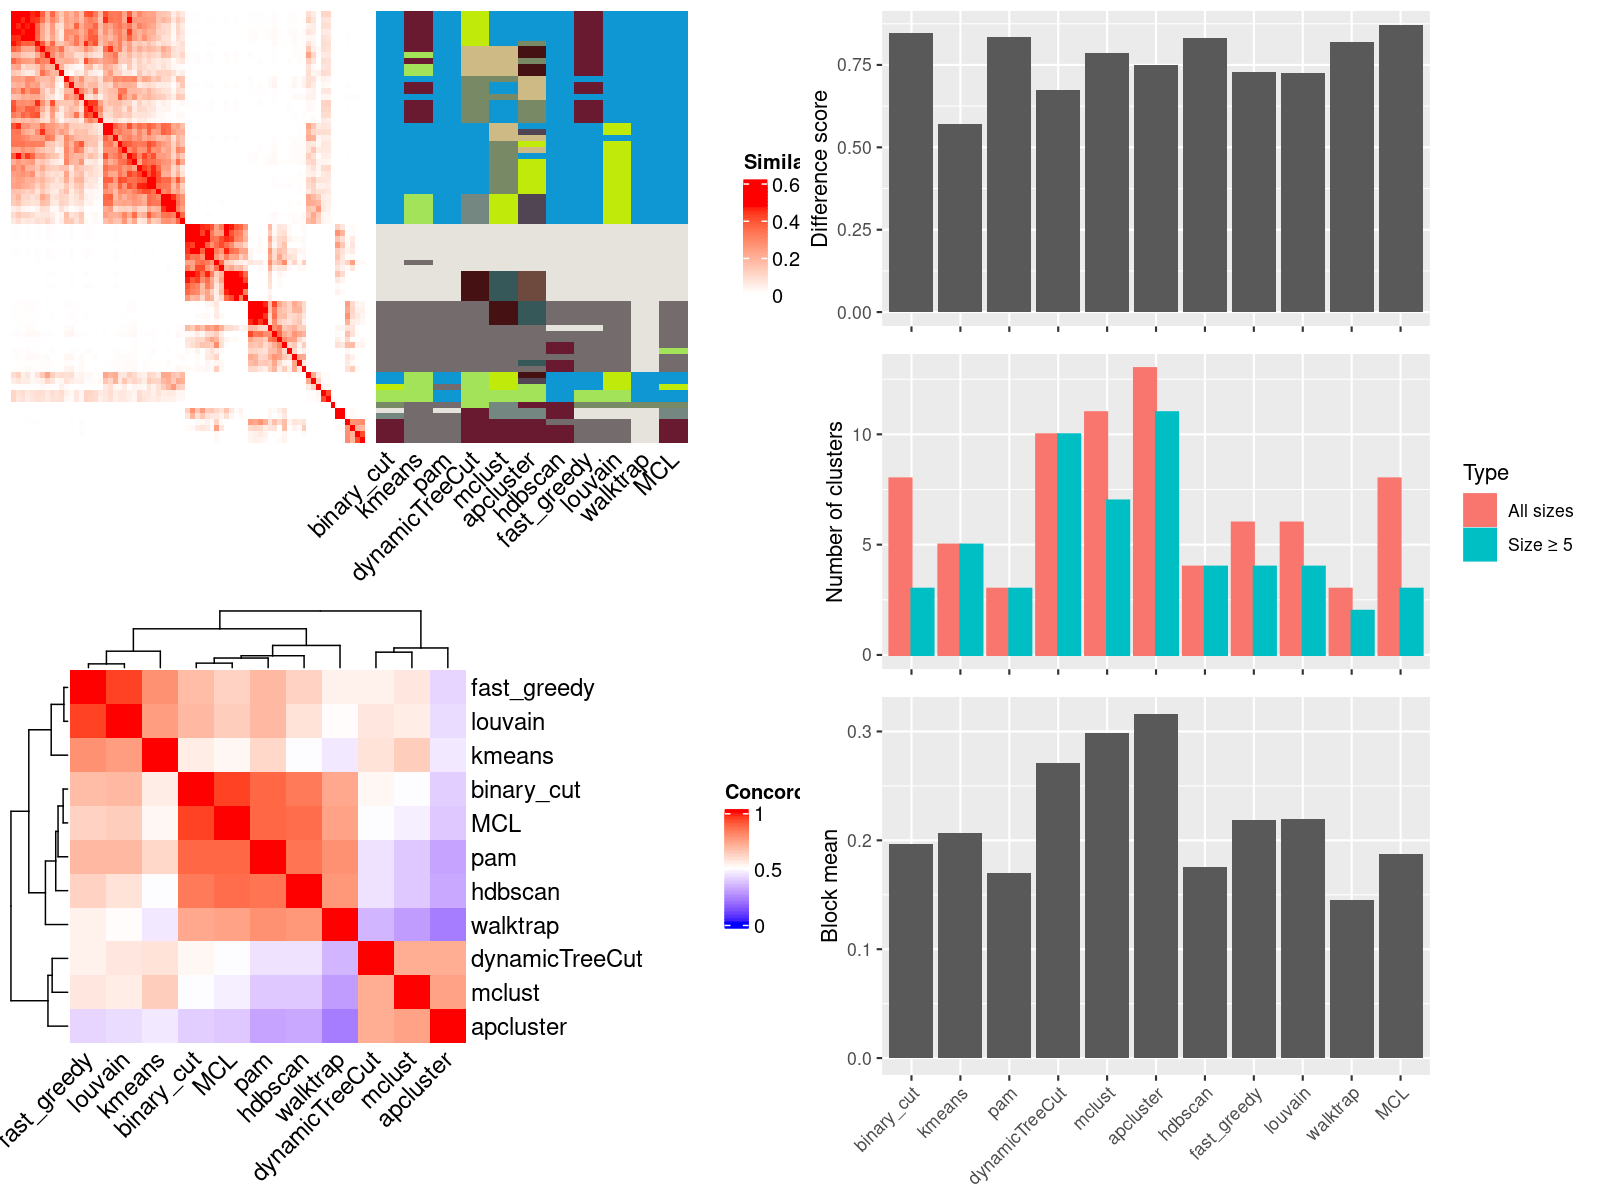 Simila
0.6
0.4
0.2
0
binary_cut
kmeans
pam
dynamicTreeCut
mclust
apcluster
hdbscan
fast_greedy
louvain
walktrap
MCL
fast_greedy
louvain
kmeans
binary_cut
MCL
pam
hdbscan
walktrap
dynamicTreeCut
mclust
apcluster
Concord
1
0.5
0
fast_greedy
louvain
kmeans
binary_cut
MCL
pam
hdbscan
walktrap
dynamicTreeCut
mclust
apcluster
Difference score
0.75
0.50
0.25
0.00
Number of clusters
10
5
0
Type
All sizes
Size ≥ 5
Block mean
0.3
0.2
0.1
0.0
binary_cut
kmeans
pam
dynamicTreeCut
mclust
apcluster
hdbscan
fast_greedy
louvain
walktrap
MCL